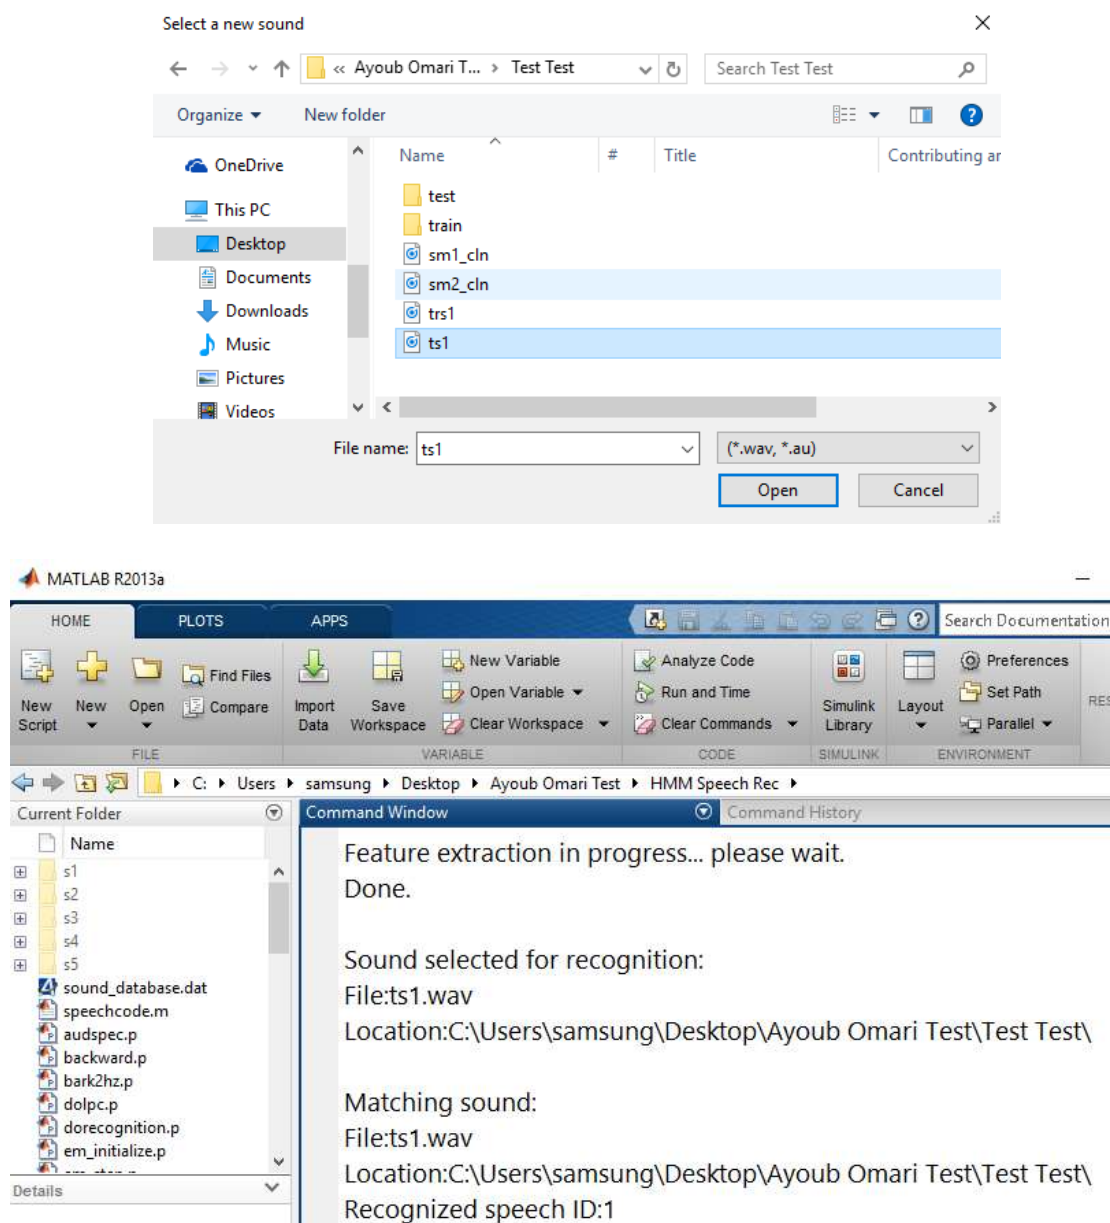 Select a new sound
« Ayoub Omari T... › Test Test
Search Test Test
Organize
New folder
OneDrive
This PC
Desktop
Documents
Downloads
Music
Pictures
Videos
Name
#
Title
Contributing ar
test
train
sm1_cln
sm2_cln
trs1
ts1
File name: ts1
(*.wav, *.au)
Open
Cancel
MATLAB R2013a
HOME
PLOTS
APPS
Search Documentation
New Script
New
Open
Find Files
Compare
FILE
Import Data
Save Workspace
New Variable
Open Variable
Clear Workspace
VARIABLE
Analyze Code
Run and Time
Clear Commands
CODE
Simulink Library
SIMULINK
Layout
Preferences
Set Path
Parallel
ENVIRONMENT
RES
C: Users samsung Desktop Ayoub Omari Test HMM Speech Rec
Current Folder
Name
s1
s2
s3
s4
s5
sound_database.dat
speechcode.m
audspec.p
backward.p
bark2hz.p
dolpc.p
dorecognition.p
em_initialize.p
Details
Command Window
Command History
Feature extraction in progress... please wait.
Done.
Sound selected for recognition:
File:ts1.wav
Location:C:\Users\samsung\Desktop\Ayoub Omari Test\Test Test\
Matching sound:
File:ts1.wav
Location:C:\Users\samsung\Desktop\Ayoub Omari Test\Test Test\
Recognized speech ID:1